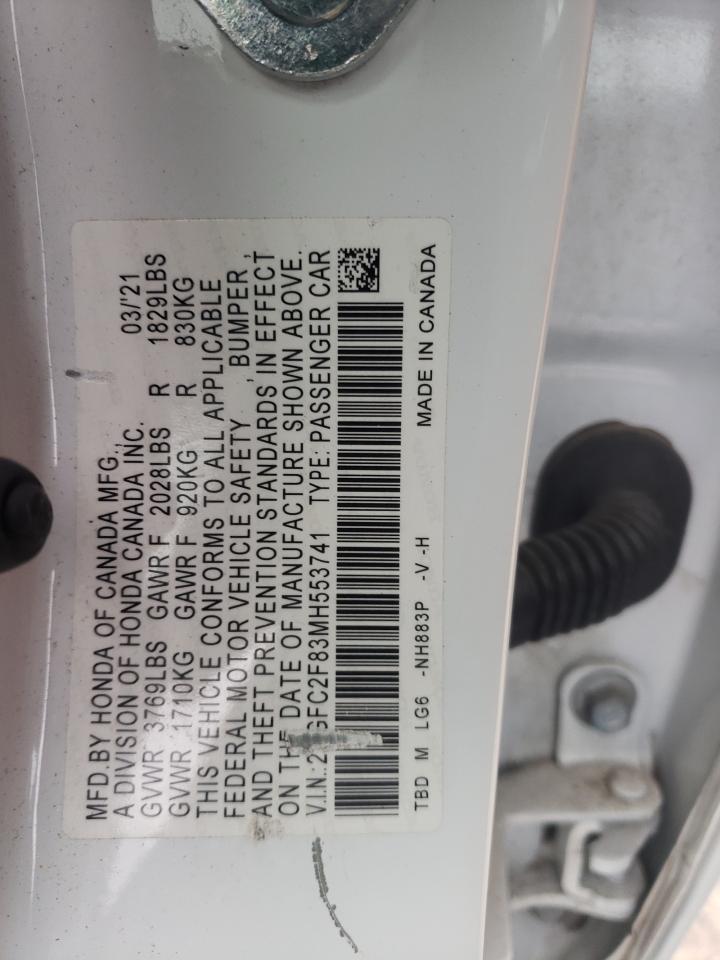 MFD.BY HONDA OF CANADA MFG., 03/'21
A DIVISION OF HONDA CANADA INC.
GVWR 3769LBS GAWR F 2028LBS R 1829LBS
GVWR 1710KG GAWR F 920KG R 830KG
THIS VEHICLE CONFORMS TO ALL APPLICABLE
FEDERAL MOTOR VEHICLE SAFETY , BUMPER ,
AND THEFT PREVENTION STANDARDS IN EFFECT
ON THE DATE OF MANUFACTURE SHOWN ABOVE.
V.I.N.:2 GFC2F83MH553741 TYPE: PASSENGER CAR
TBD M LG6 -NH883P -V -H MADE IN CANADA